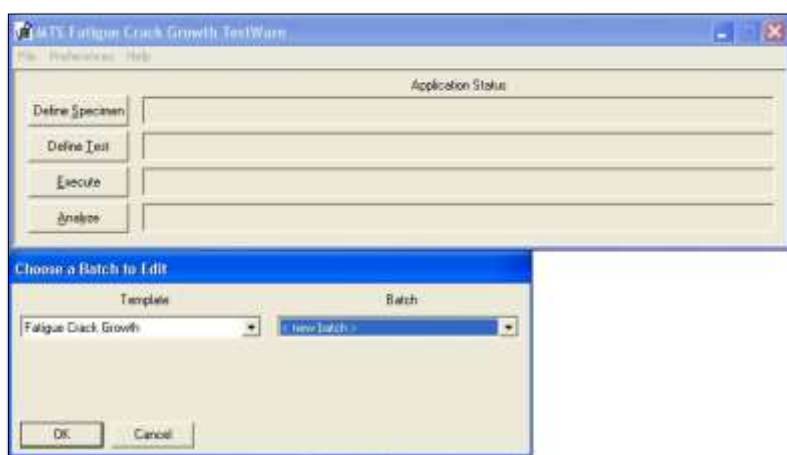 MTS Fatigue Crack Growth TestWare
File Preferences Help
Application Status
Define Specimen
Define Test
Execute
Analyze
Choose a Batch to Edit
Template Batch
Fatigue Crack Growth < new batch >
OK Cancel